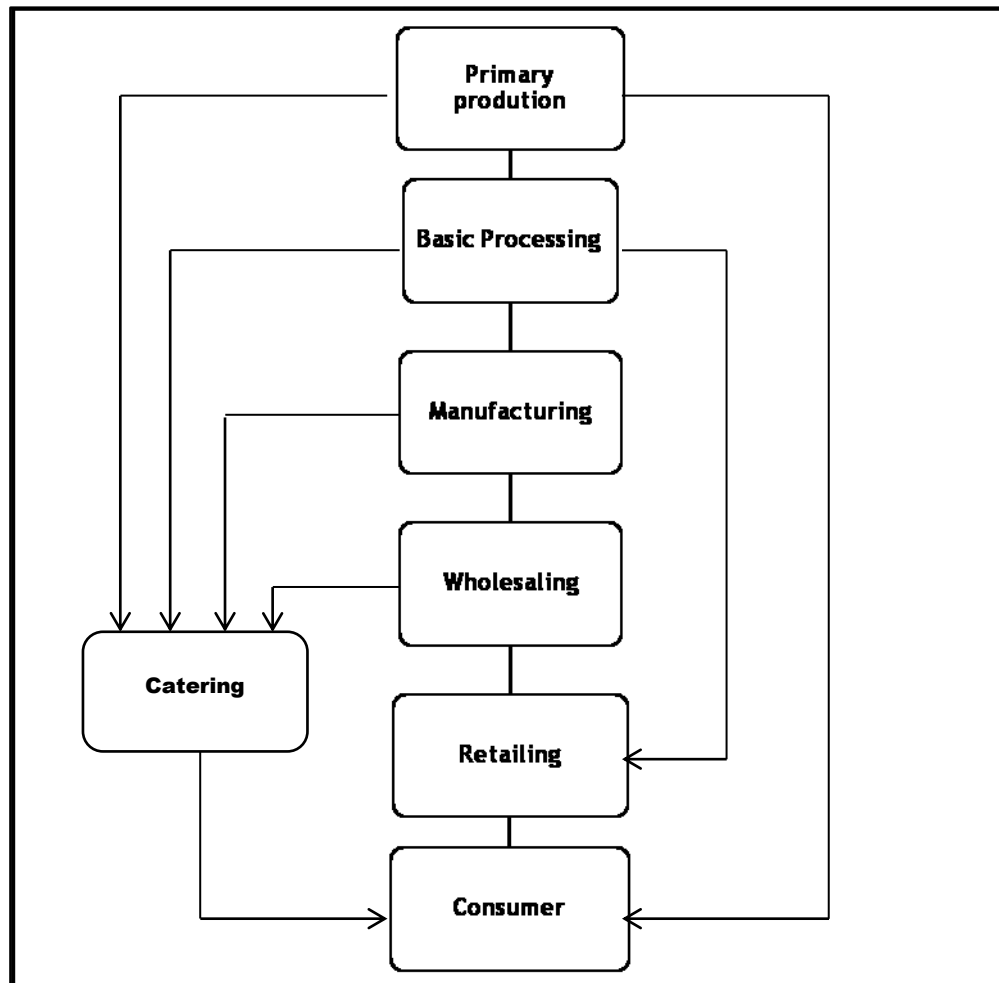 Primary
prodution
Basic Processing
Manufacturing
Wholesaling
Catering
Retailing
Consumer